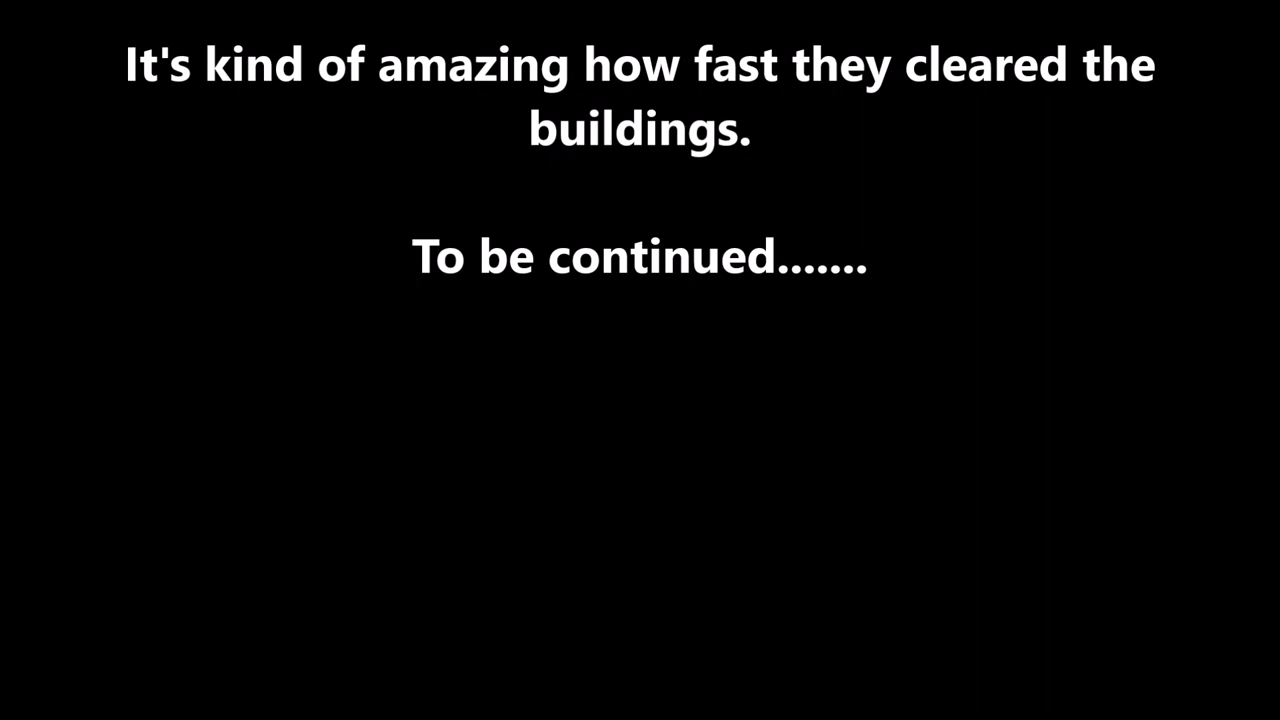 It's kind of amazing how fast they cleared the
buildings.
To be continued.......